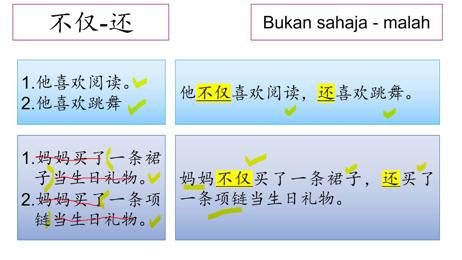 不仅-还
Bukan sahaja - malah
1.他喜欢阅读。
2.他喜欢跳舞
他不仅喜欢阅读，还喜欢跳舞。
1.妈妈买了一条裙
子当生日礼物。
2.妈妈买了一条项
链当生日礼物。
妈妈不仅买了一条裙子，还买了
一条项链当生日礼物。